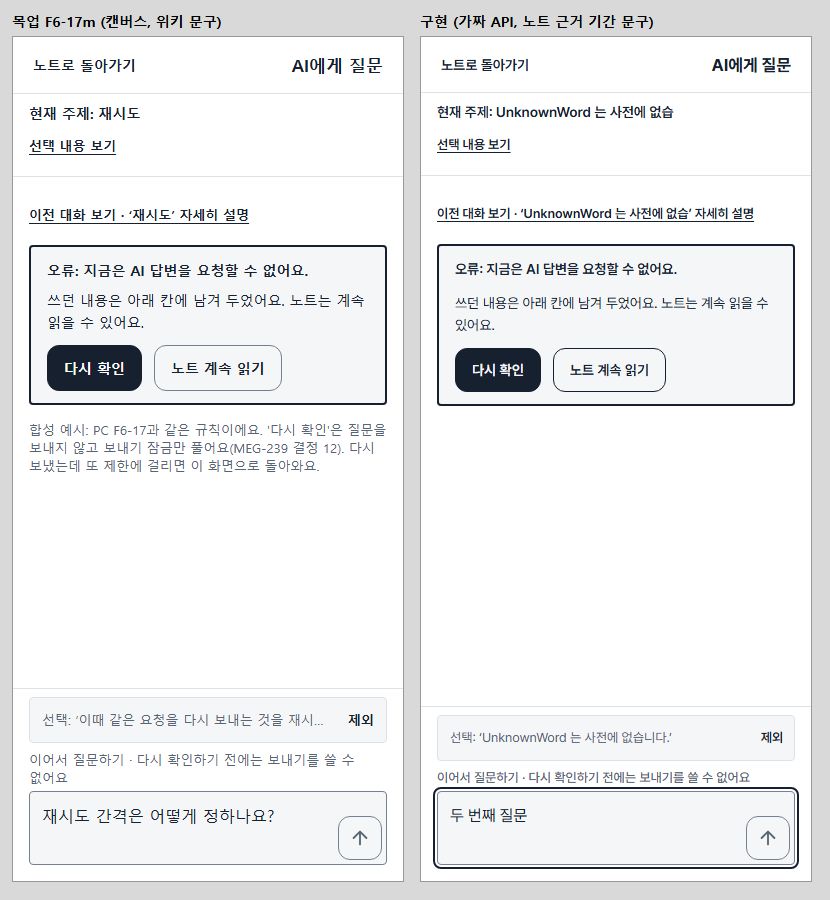 목업 F6-17m (캔버스, 위키 문구)
노트로 돌아가기
AI에게 질문
현재 주제: 재시도
선택 내용 보기
이전 대화 보기 · ‘재시도’ 자세히 설명
오류: 지금은 AI 답변을 요청할 수 없어요.
쓰던 내용은 아래 칸에 남겨 두었어요. 노트는 계속
읽을 수 있어요.
다시 확인
노트 계속 읽기
합성 예시: PC F6-17과 같은 규칙이에요. '다시 확인'은 질문을
보내지 않고 보내기 잠금만 풀어요(MEG-239 결정 12). 다시
보냈는데 또 제한에 걸리면 이 화면으로 돌아와요.
선택: ‘이때 같은 요청을 다시 보내는 것을 재시...
제외
이어서 질문하기 · 다시 확인하기 전에는 보내기를 쓸 수
없어요
재시도 간격은 어떻게 정하나요?
구현 (가짜 API, 노트 근거 기간 문구)
노트로 돌아가기
AI에게 질문
현재 주제: UnknownWord 는 사전에 없습
선택 내용 보기
이전 대화 보기 · ‘UnknownWord 는 사전에 없습’ 자세히 설명
오류: 지금은 AI 답변을 요청할 수 없어요.
쓰던 내용은 아래 칸에 남겨 두었어요. 노트는 계속 읽을 수
있어요.
다시 확인
노트 계속 읽기
선택: ‘UnknownWord 는 사전에 없습니다.’
제외
이어서 질문하기 · 다시 확인하기 전에는 보내기를 쓸 수 없어요
두 번째 질문